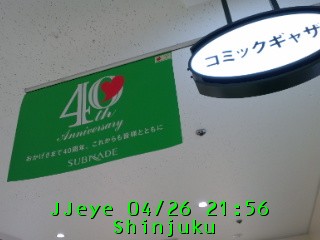 コミックギャザ
40th
Anniversary
おかげさまで40周年、これからも皆様とともに
SUBNADE
JJeye 04/26 21:56
Shinjuku